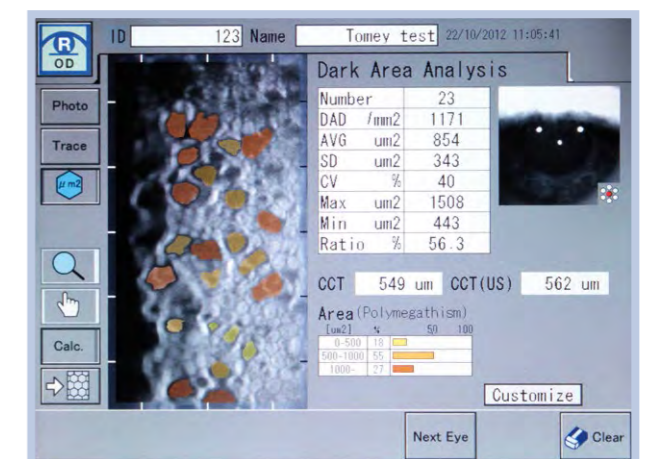 R
OD
ID 123 Name Tomey test 22/10/2012 11:05:41
Dark Area Analysis
Photo
Trace
μm2
Calc.
Number 23
DAD /mm2 1171
AVG um2 854
SD um2 343
CV % 40
Max um2 1508
Min um2 443
Ratio % 56.3
CCT 549 um CCT(US) 562 um
Area(Polymegathism)
[um2] % 50 100
0-500 18
500-1000 55
1000- 27
Customize
Next Eye
Clear